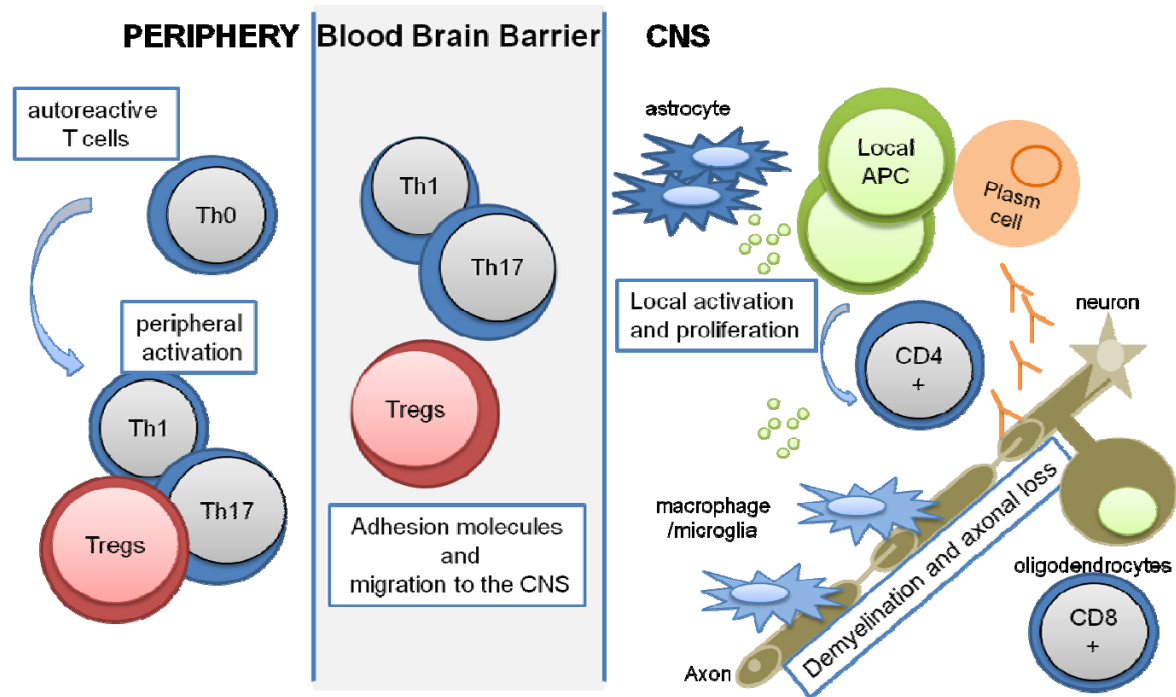 PERIPHERY
Blood Brain Barrier
CNS
autoreactive
T cells
Th0
peripheral
activation
Th1
Th17
Tregs
Th1
Th17
Tregs
Adhesion molecules
and
migration to the CNS
astrocyte
Local
APC
Plasm
cell
Local activation
and proliferation
CD4
+
neuron
macrophage
/microglia
Demyelination and axonal loss
oligodendrocytes
CD8
+
Axon